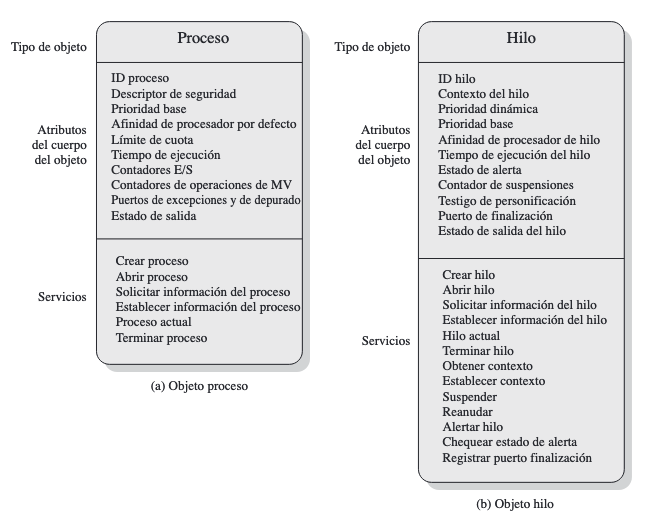 Tipo de objeto
Proceso
Atributos
del cuerpo
del objeto
ID proceso
Descriptor de seguridad
Prioridad base
Afinidad de procesador por defecto
Límite de cuota
Tiempo de ejecución
Contadores E/S
Contadores de operaciones de MV
Puertos de excepciones y de depurado
Estado de salida
Servicios
Crear proceso
Abrir proceso
Solicitar información del proceso
Establecer información del proceso
Proceso actual
Terminar proceso
(a) Objeto proceso
Tipo de objeto
Hilo
Atributos
del cuerpo
del objeto
ID hilo
Contexto del hilo
Prioridad dinámica
Prioridad base
Afinidad de procesador de hilo
Tiempo de ejecución del hilo
Estado de alerta
Contador de suspensiones
Testigo de personificación
Puerto de finalización
Estado de salida del hilo
Servicios
Crear hilo
Abrir hilo
Solicitar información del hilo
Establecer información del hilo
Hilo actual
Terminar hilo
Obtener contexto
Establecer contexto
Suspender
Reanudar
Alertar hilo
Chequear estado de alerta
Registrar puerto finalización
(b) Objeto hilo